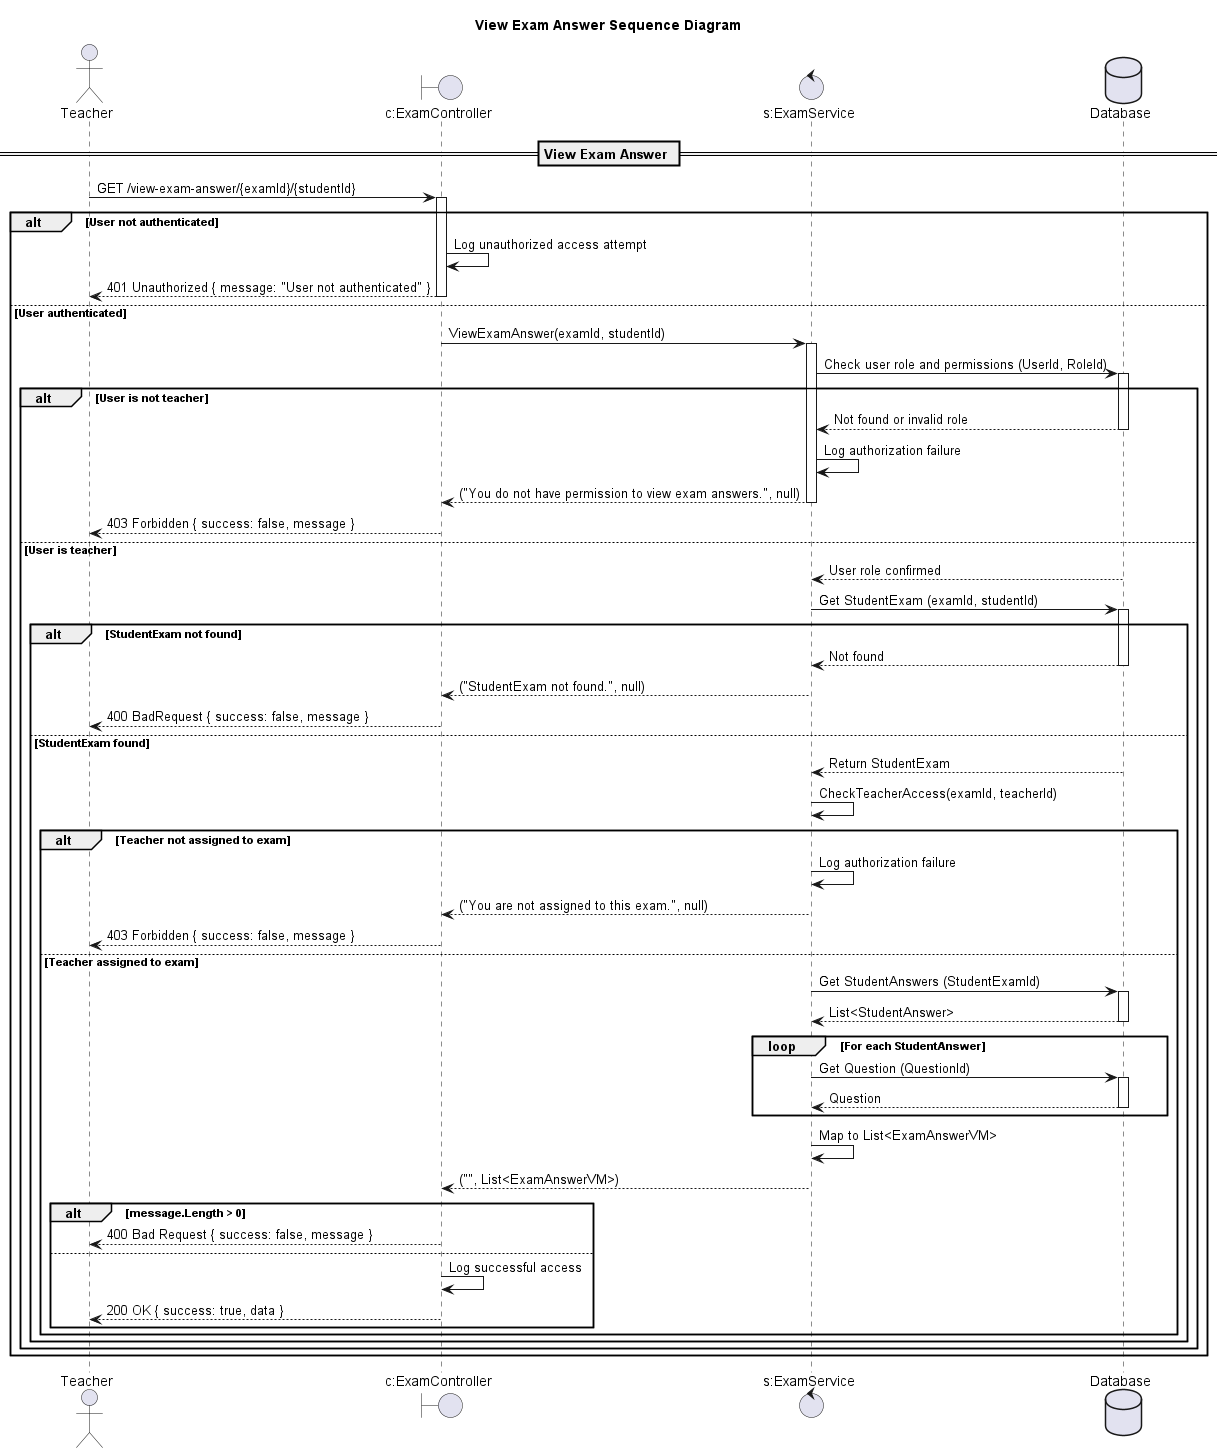 View Exam Answer Sequence Diagram
Teacher
c:ExamController
s:ExamService
Database
View Exam Answer
GET /view-exam-answer/{examId}/{studentId}
alt
[User not authenticated]
Log unauthorized access attempt
401 Unauthorized { message: "User not authenticated" }
[User authenticated]
ViewExamAnswer(examId, studentId)
Check user role and permissions (UserId, RoleId)
alt
[User is not teacher]
Not found or invalid role
Log authorization failure
("You do not have permission to view exam answers.", null)
403 Forbidden { success: false, message }
[User is teacher]
User role confirmed
Get StudentExam (examId, studentId)
alt
[StudentExam not found]
Not found
("StudentExam not found.", null)
400 BadRequest { success: false, message }
[StudentExam found]
Return StudentExam
CheckTeacherAccess(examId, teacherId)
alt
[Teacher not assigned to exam]
Log authorization failure
("You are not assigned to this exam.", null)
403 Forbidden { success: false, message }
[Teacher assigned to exam]
Get StudentAnswers (StudentExamId)
List<StudentAnswer>
loop
[For each StudentAnswer]
Get Question (QuestionId)
Question
Map to List<ExamAnswerVM>
("", List<ExamAnswerVM>)
alt
[message.Length > 0]
400 Bad Request { success: false, message }
Log successful access
200 OK { success: true, data }
Teacher
c:ExamController
s:ExamService
Database